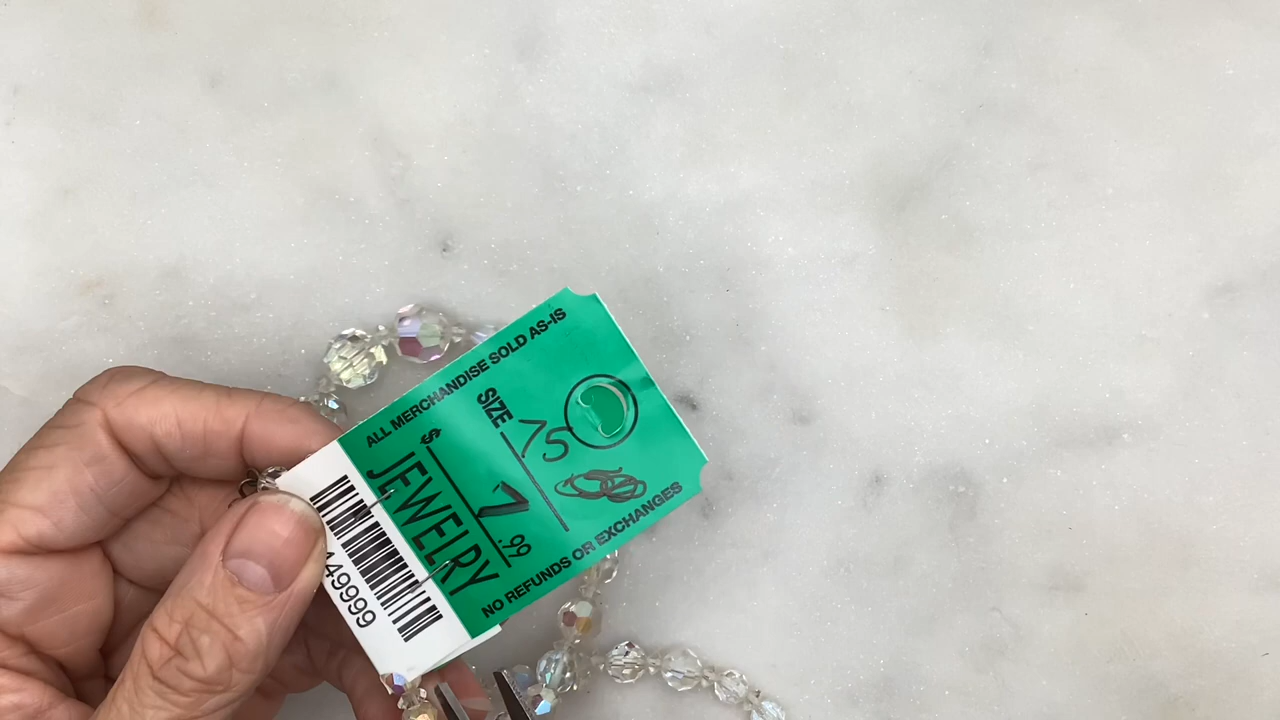 ALL MERCHANDISE SOLD AS-IS
SIZE 75
$ 7.99
JEWELRY
NO REFUNDS OR EXCHANGES
49999